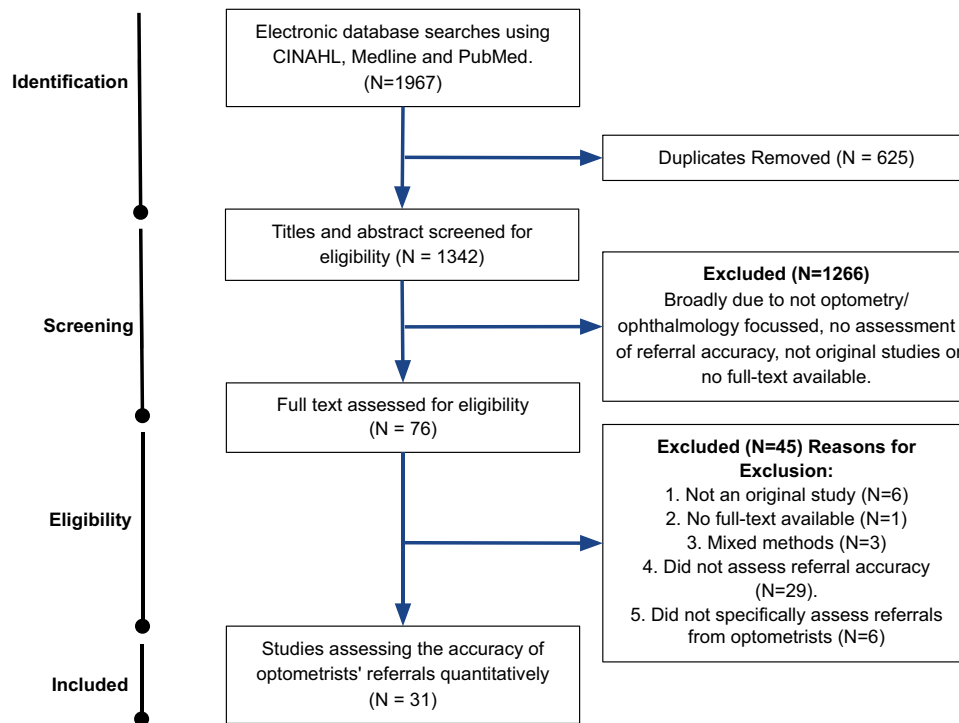 Electronic database searches using
CINAHL, Medline and PubMed.
(N=1967)
Identification
Duplicates Removed (N = 625)
Titles and abstract screened for
eligibility (N = 1342)
Excluded (N=1266)
Broadly due to not optometry/
ophthalmology focussed, no assessment
of referral accuracy, not original studies or
no full-text available.
Screening
Full text assessed for eligibility
(N = 76)
Excluded (N=45) Reasons for
Exclusion:
1. Not an original study (N=6)
2. No full-text available (N=1)
3. Mixed methods (N=3)
4. Did not assess referral accuracy
(N=29).
5. Did not specifically assess referrals
from optometrists (N=6)
Eligibility
Studies assessing the accuracy of
optometrists' referrals quantitatively
(N = 31)
Included